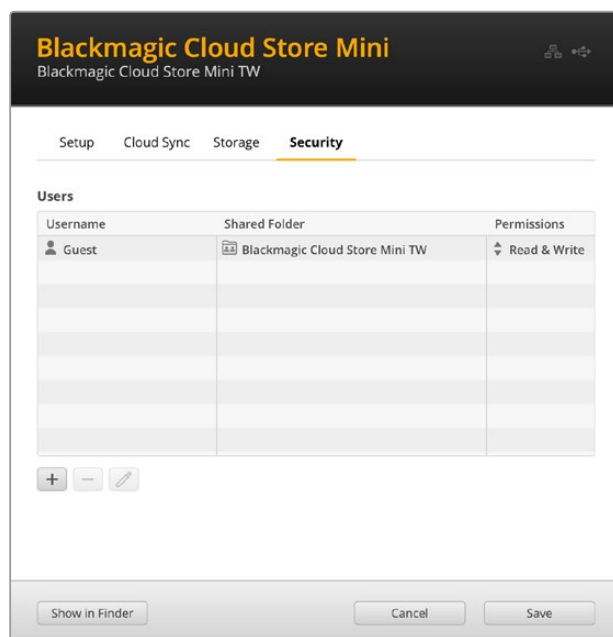 Blackmagic Cloud Store Mini
Blackmagic Cloud Store Mini TW
Setup Cloud Sync Storage Security
Users
Username Shared Folder Permissions
Guest Blackmagic Cloud Store Mini TW Read & Write
Show in Finder Cancel Save